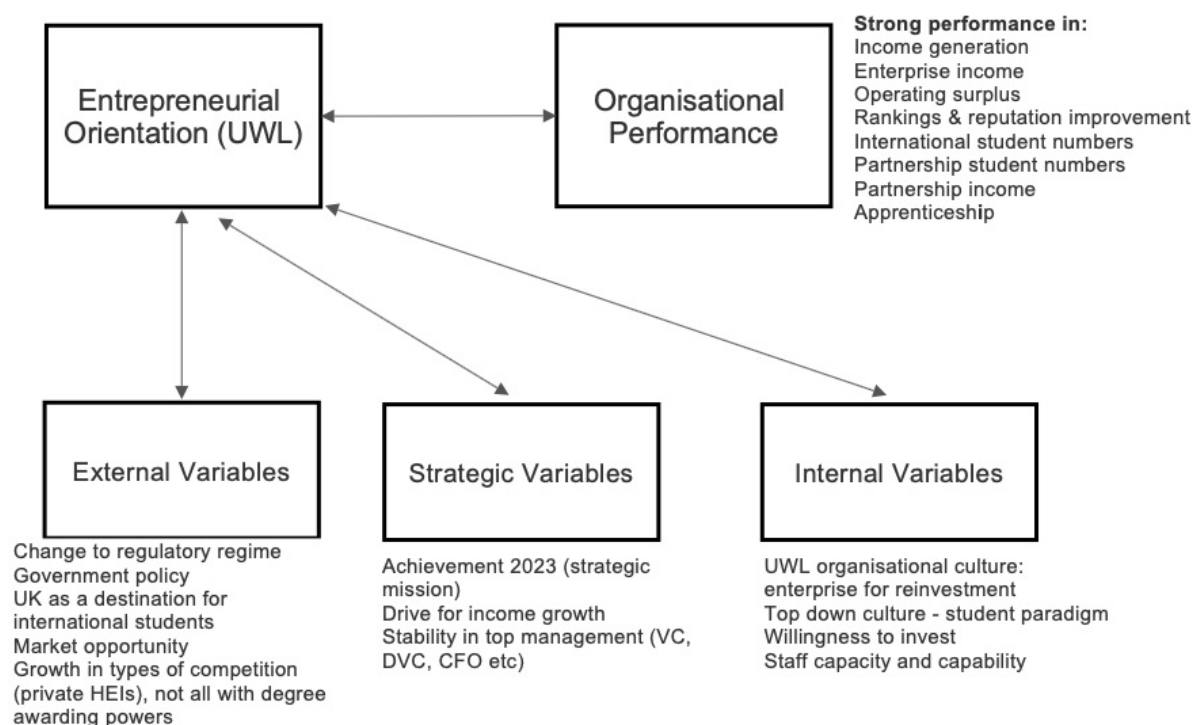 Strong performance in:
Income generation
Enterprise income
Operating surplus
Rankings & reputation improvement
International student numbers
Partnership student numbers
Partnership income
Apprenticeship
Entrepreneurial
Orientation (UWL)
Organisational
Performance
External Variables
Strategic Variables
Internal Variables
Change to regulatory regime
Government policy
UK as a destination for
international students
Market opportunity
Growth in types of competition
(private HEIs), not all with degree
awarding powers
Achievement 2023 (strategic
mission)
Drive for income growth
Stability in top management (VC,
DVC, CFO etc)
UWL organisational culture:
enterprise for reinvestment
Top down culture - student paradigm
Willingness to invest
Staff capacity and capability